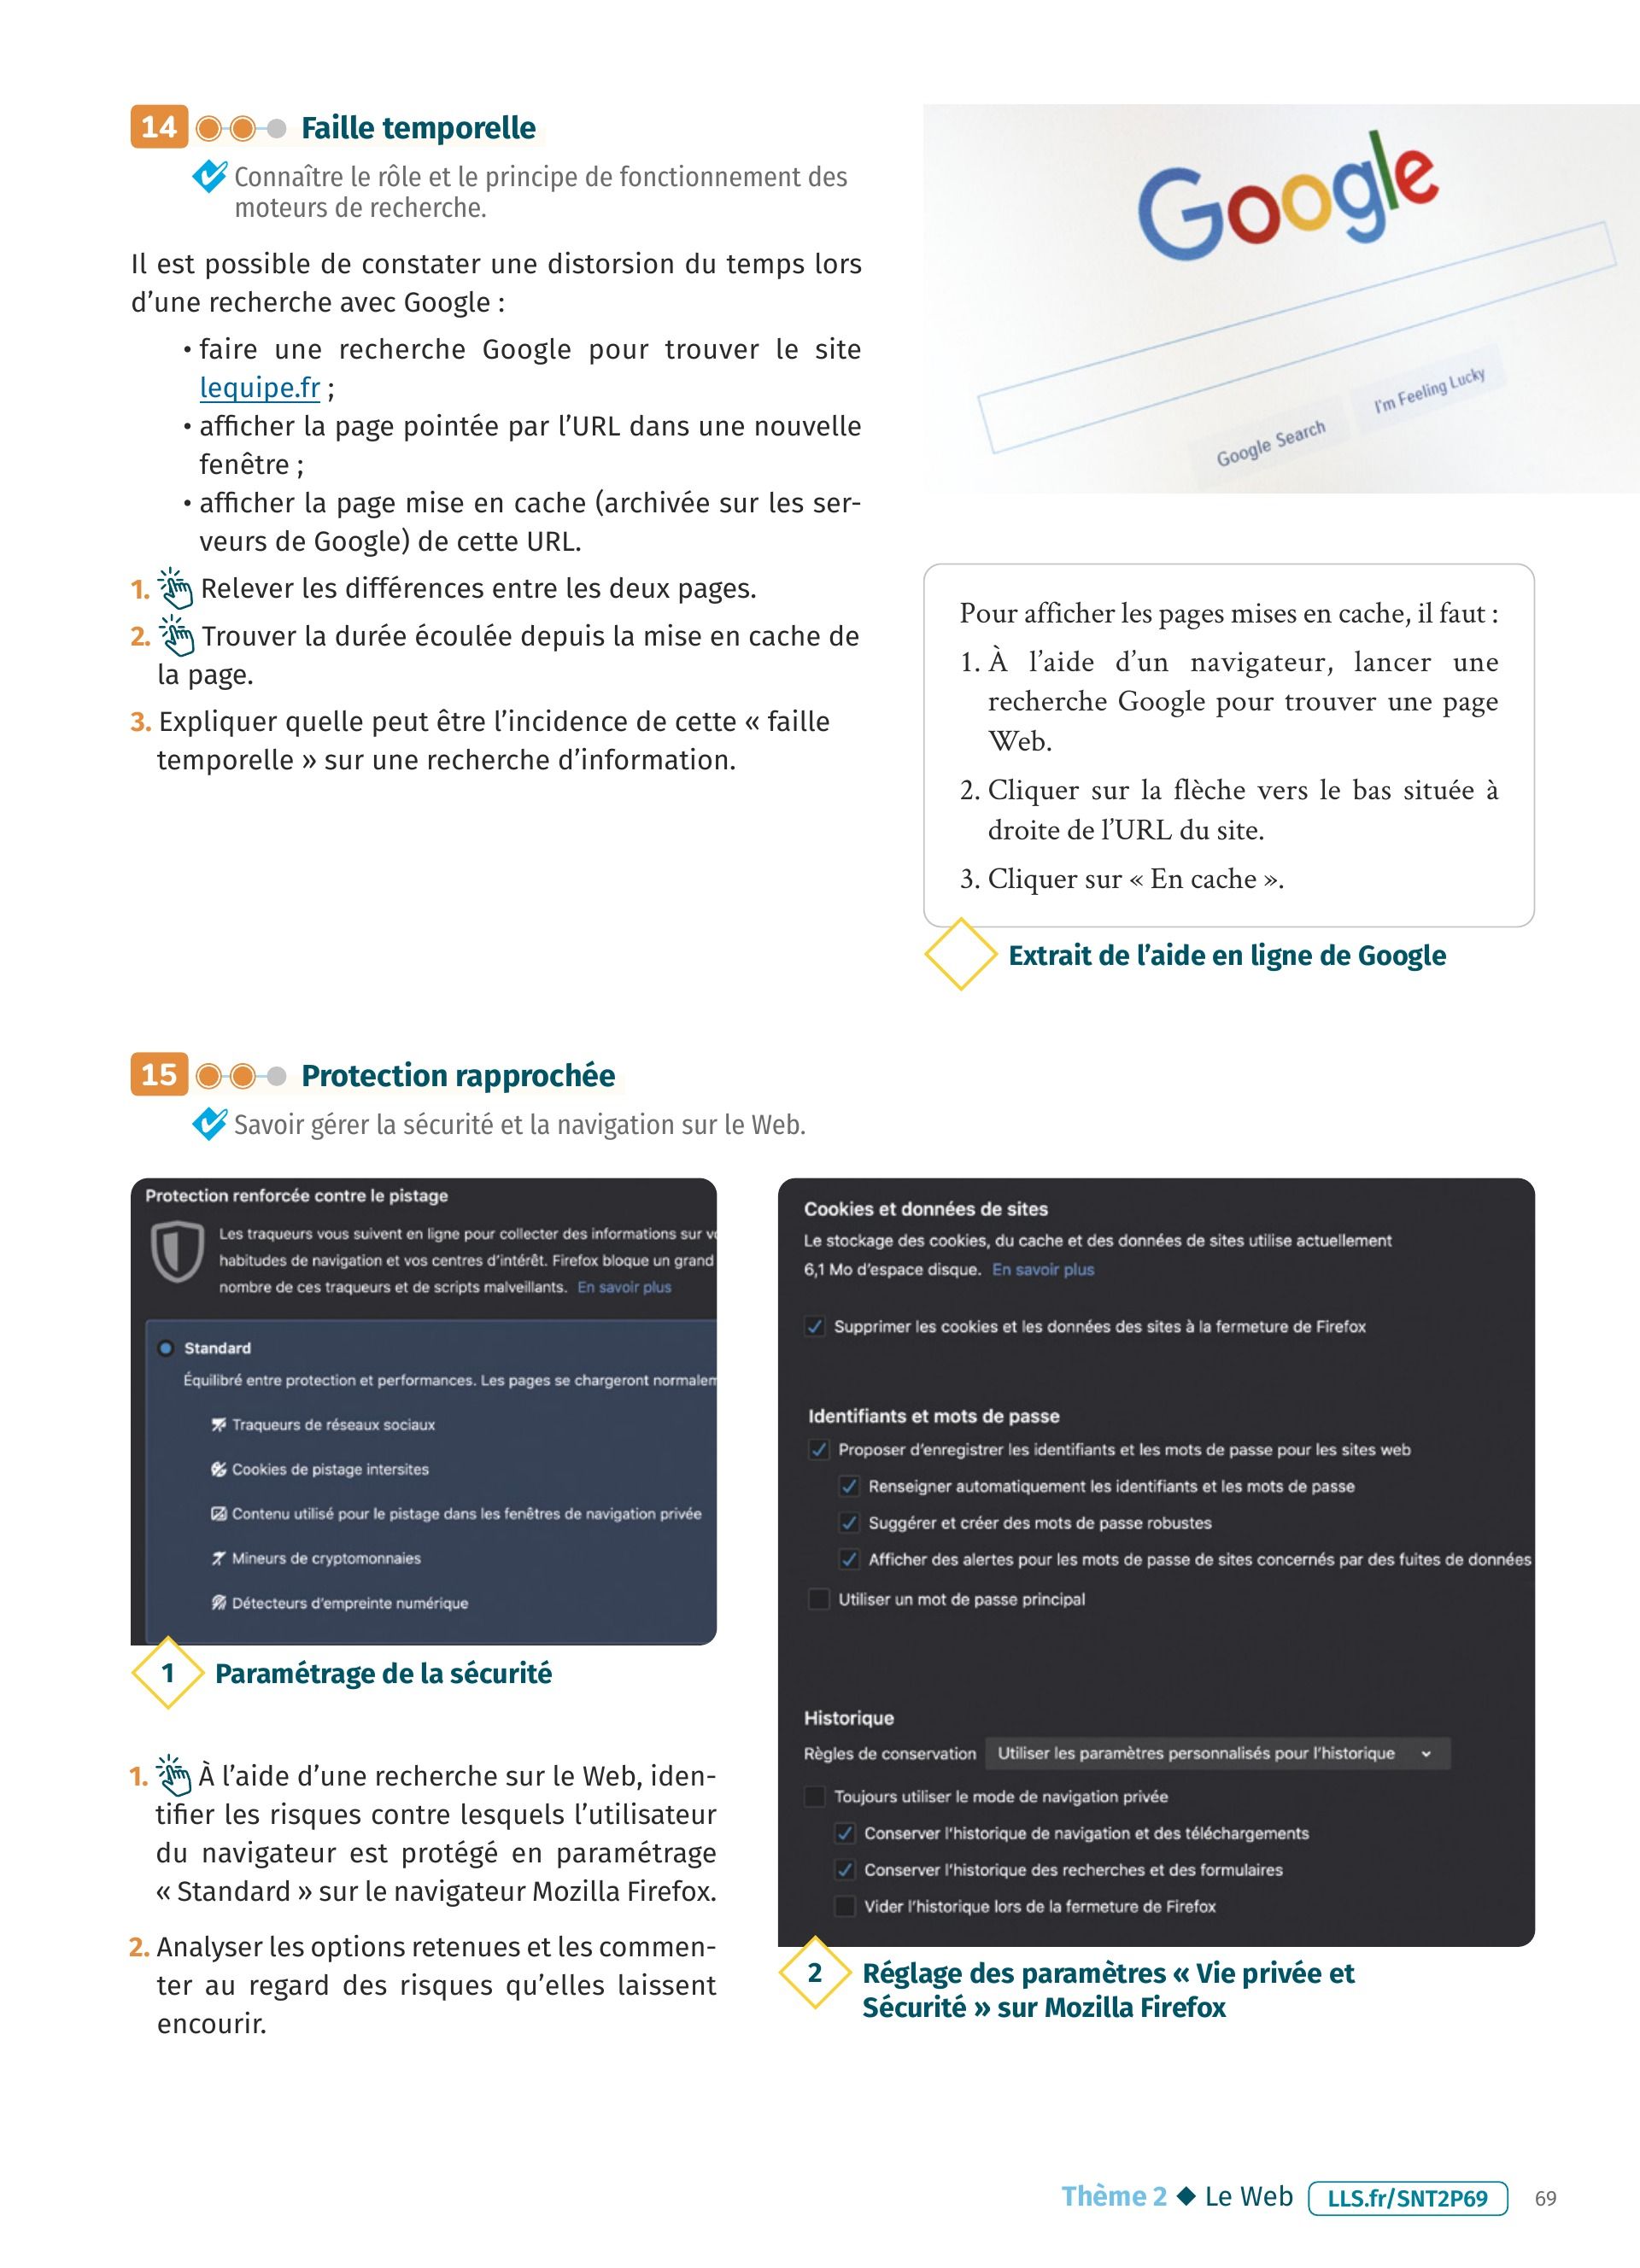 14 Faille temporelle
Connaître le rôle et le principe de fonctionnement des
moteurs de recherche.
Il est possible de constater une distorsion du temps lors
d’une recherche avec Google :
• faire une recherche Google pour trouver le site
lequipe.fr ;
• afficher la page pointée par l’URL dans une nouvelle
fenêtre ;
• afficher la page mise en cache (archivée sur les ser-
veurs de Google) de cette URL.
1. Relever les différences entre les deux pages.
2. Trouver la durée écoulée depuis la mise en cache de
la page.
3. Expliquer quelle peut être l’incidence de cette « faille
temporelle » sur une recherche d’information.
Google
Google Search
I'm Feeling Lucky
Pour afficher les pages mises en cache, il faut :
1. À l’aide d’un navigateur, lancer une
recherche Google pour trouver une page
Web.
2. Cliquer sur la flèche vers le bas située à
droite de l’URL du site.
3. Cliquer sur « En cache ».
Extrait de l’aide en ligne de Google
15 Protection rapprochée
Savoir gérer la sécurité et la navigation sur le Web.
Protection renforcée contre le pistage
Les traqueurs vous suivent en ligne pour collecter des informations sur
habitudes de navigation et vos centres d’intérêt. Firefox bloque un grand
nombre de ces traqueurs et de scripts malveillants. En savoir plus
Standard
Équilibré entre protection et performances. Les pages se chargeront normalem
Traqueurs de réseaux sociaux
Cookies de pistage intersites
Contenu utilisé pour le pistage dans les fenêtres de navigation privée
Mineurs de cryptomonnaies
Détecteurs d’empreinte numérique
1 Paramétrage de la sécurité
1. À l’aide d’une recherche sur le Web, iden-
tifier les risques contre lesquels l’utilisateur
du navigateur est protégé en paramétrage
« Standard » sur le navigateur Mozilla Firefox.
2. Analyser les options retenues et les commen-
ter au regard des risques qu’elles laissent
encourir.
Cookies et données de sites
Le stockage des cookies, du cache et des données de sites utilise actuellement
6,1 Mo d’espace disque. En savoir plus
Supprimer les cookies et les données des sites à la fermeture de Firefox
Identifiants et mots de passe
Proposer d’enregistrer les identifiants et les mots de passe pour les sites web
Renseigner automatiquement les identifiants et les mots de passe
Suggérer et créer des mots de passe robustes
Afficher des alertes pour les mots de passe de sites concernés par des fuites de données
Utiliser un mot de passe principal
Historique
Règles de conservation Utiliser les paramètres personnalisés pour l’historique
Toujours utiliser le mode de navigation privée
Conserver l’historique de navigation et des téléchargements
Conserver l’historique des recherches et des formulaires
Vider l’historique lors de la fermeture de Firefox
2 Réglage des paramètres « Vie privée et
Sécurité » sur Mozilla Firefox
Thème 2 ◆ Le Web LLS.fr/SNT2P69 69